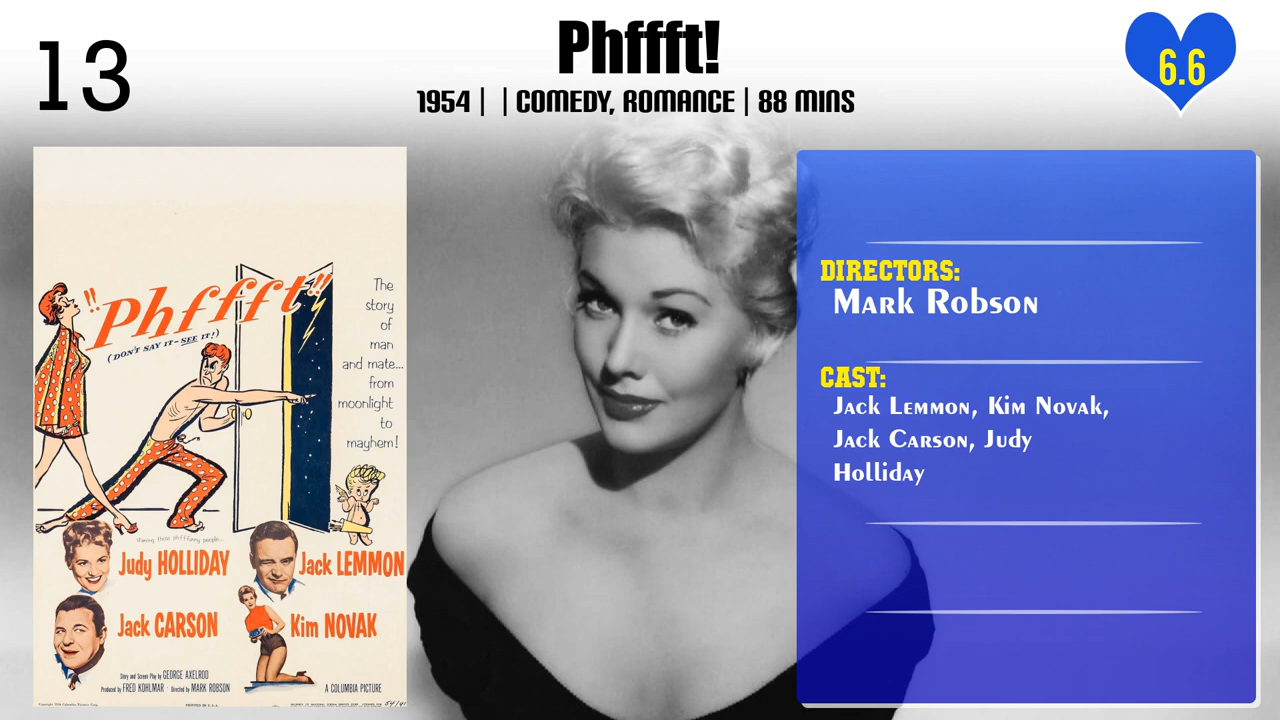 13
Phffft!
1954 | | COMEDY, ROMANCE | 88 MINS
6.6
"Phffft"
(DON'T SAY IT-SEE IT!)
The
story
of
man
and mate...
from
moonlight
to
mayhem!
Judy HOLLIDAY
Jack LEMMON
Jack CARSON
Kim NOVAK
Story and Screen Play by GEORGE AXELROD
Produced by FRED KOHLMAR Directed by MARK ROBSON
A COLUMBIA PICTURE
DIRECTORS:
Mark Robson
CAST:
Jack Lemmon, Kim Novak,
Jack Carson, Judy
Holliday